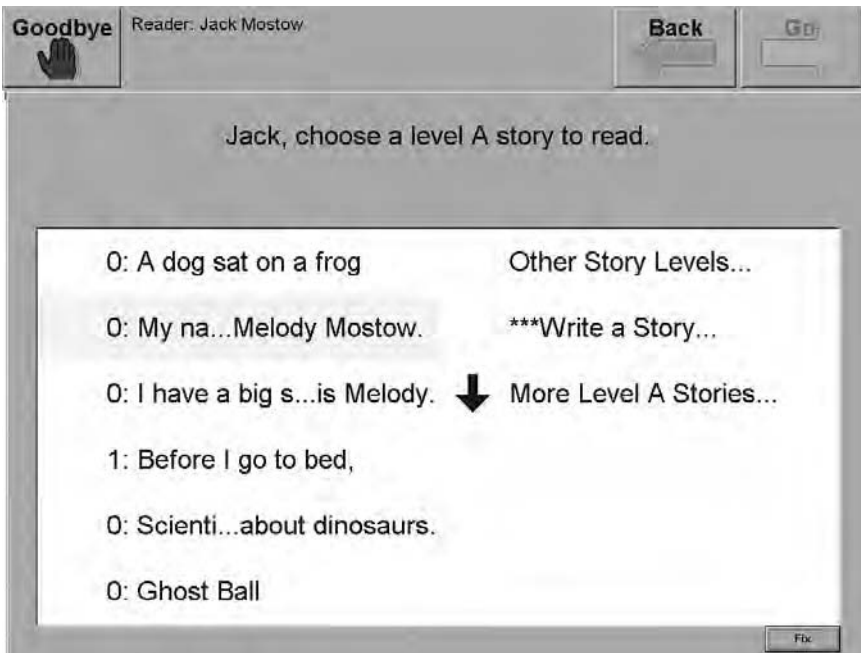 Goodbye
Reader: Jack Mostow
Back
Go
Jack, choose a level A story to read.
0: A dog sat on a frog
Other Story Levels...
0: My na...Melody Mostow.
***Write a Story...
0: I have a big s...is Melody.
More Level A Stories...
1: Before I go to bed,
0: Scienti...about dinosaurs.
0: Ghost Ball
Fix